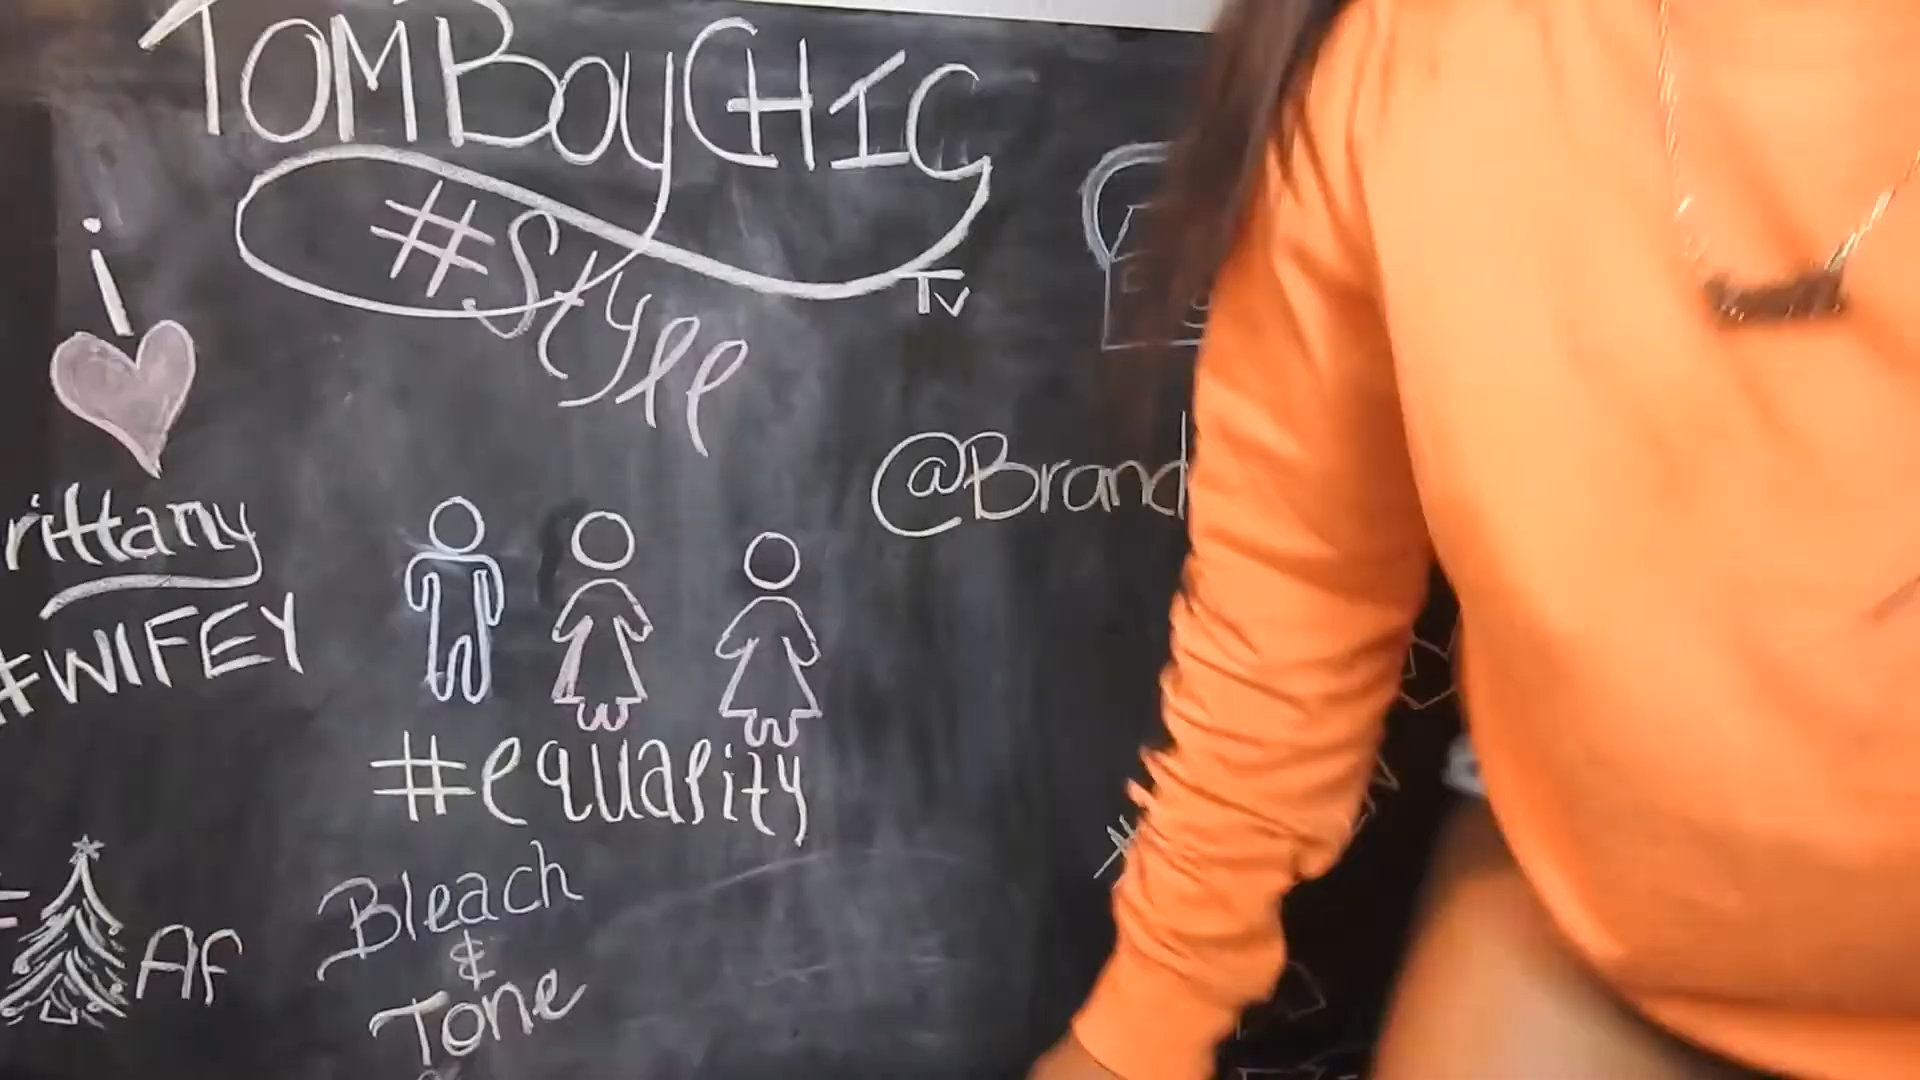 TOMBOYCHIC
#Style
TV
i
rittany
#WIFEY
@Brand
#equality
AF
Bleach
&
Tone